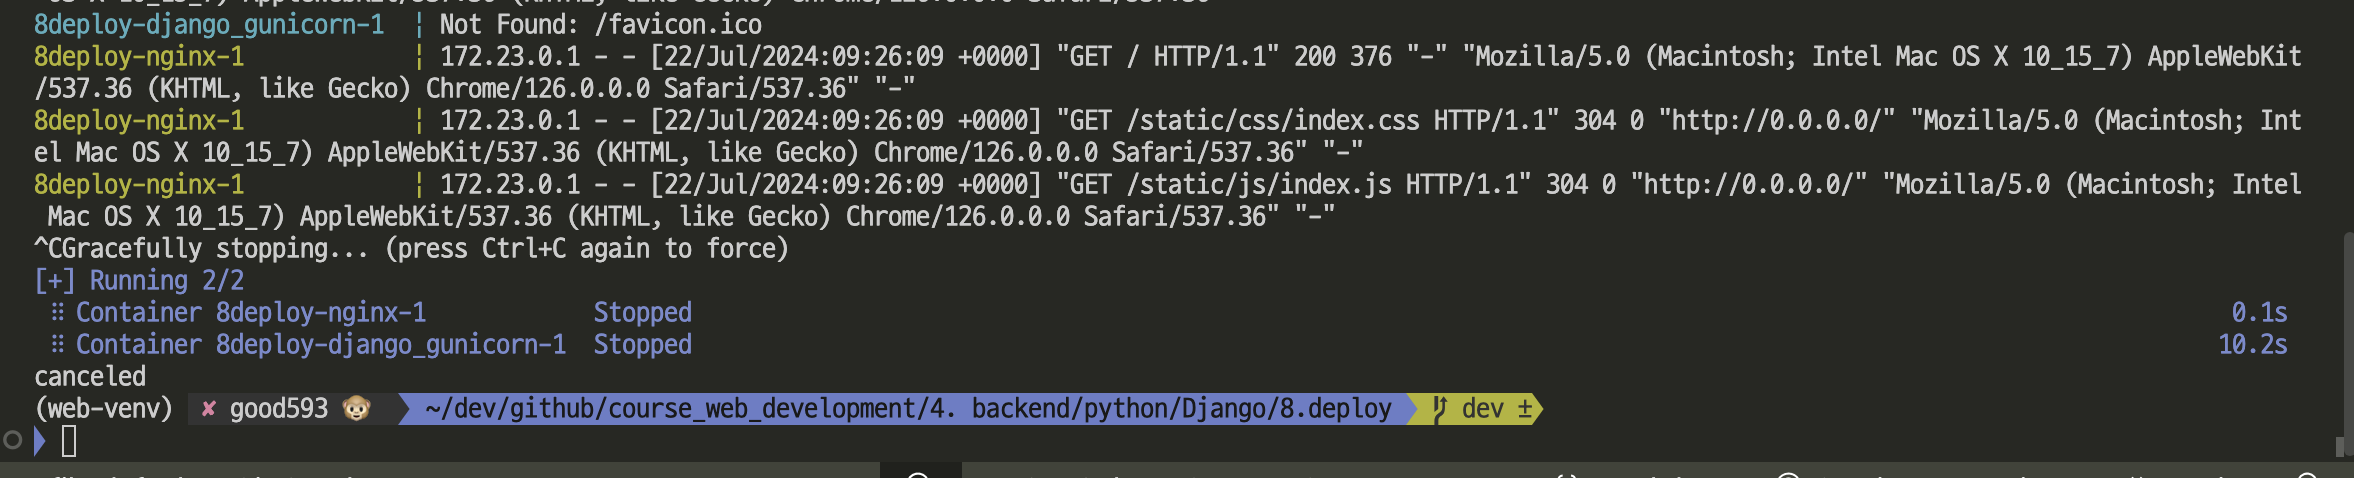 8deploy-django_gunicorn-1  ¦ Not Found: /favicon.ico
8deploy-nginx-1            ¦ 172.23.0.1 - - [22/Jul/2024:09:26:09 +0000] "GET / HTTP/1.1" 200 376 "-" "Mozilla/5.0 (Macintosh; Intel Mac OS X 10_15_7) AppleWebKit
/537.36 (KHTML, like Gecko) Chrome/126.0.0.0 Safari/537.36" "-"
8deploy-nginx-1            ¦ 172.23.0.1 - - [22/Jul/2024:09:26:09 +0000] "GET /static/css/index.css HTTP/1.1" 304 0 "http://0.0.0.0/" "Mozilla/5.0 (Macintosh; Int
el Mac OS X 10_15_7) AppleWebKit/537.36 (KHTML, like Gecko) Chrome/126.0.0.0 Safari/537.36" "-"
8deploy-nginx-1            ¦ 172.23.0.1 - - [22/Jul/2024:09:26:09 +0000] "GET /static/js/index.js HTTP/1.1" 304 0 "http://0.0.0.0/" "Mozilla/5.0 (Macintosh; Intel
 Mac OS X 10_15_7) AppleWebKit/537.36 (KHTML, like Gecko) Chrome/126.0.0.0 Safari/537.36" "-"
^CGracefully stopping... (press Ctrl+C again to force)
[+] Running 2/2
 ⠿ Container 8deploy-nginx-1            Stopped 0.1s
 ⠿ Container 8deploy-django_gunicorn-1  Stopped 10.2s
canceled
(web-venv) ✘ good593 🐵 ~/dev/github/course_web_development/4. backend/python/Django/8.deploy dev ±